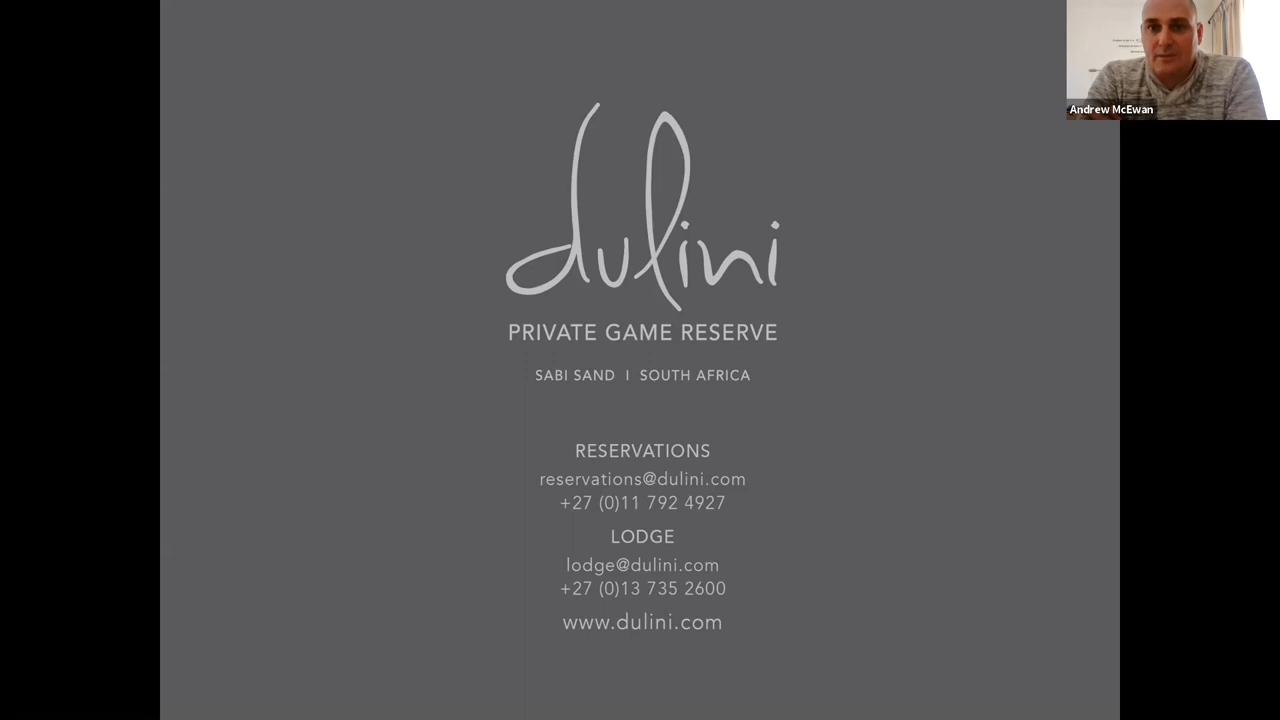 Andrew McEwan
dulini
PRIVATE GAME RESERVE
SABI SAND I SOUTH AFRICA
RESERVATIONS
reservations@dulini.com
+27 (0)11 792 4927
LODGE
lodge@dulini.com
+27 (0)13 735 2600
www.dulini.com